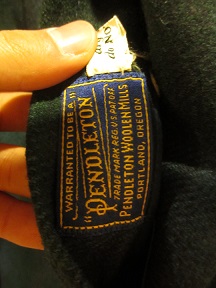 WARRANTED TO BE A
"PENDLETON"
TRADE MARK REG. U.S. PAT. OFF.
PENDLETON WOOLEN MILLS
PORTLAND, OREGON